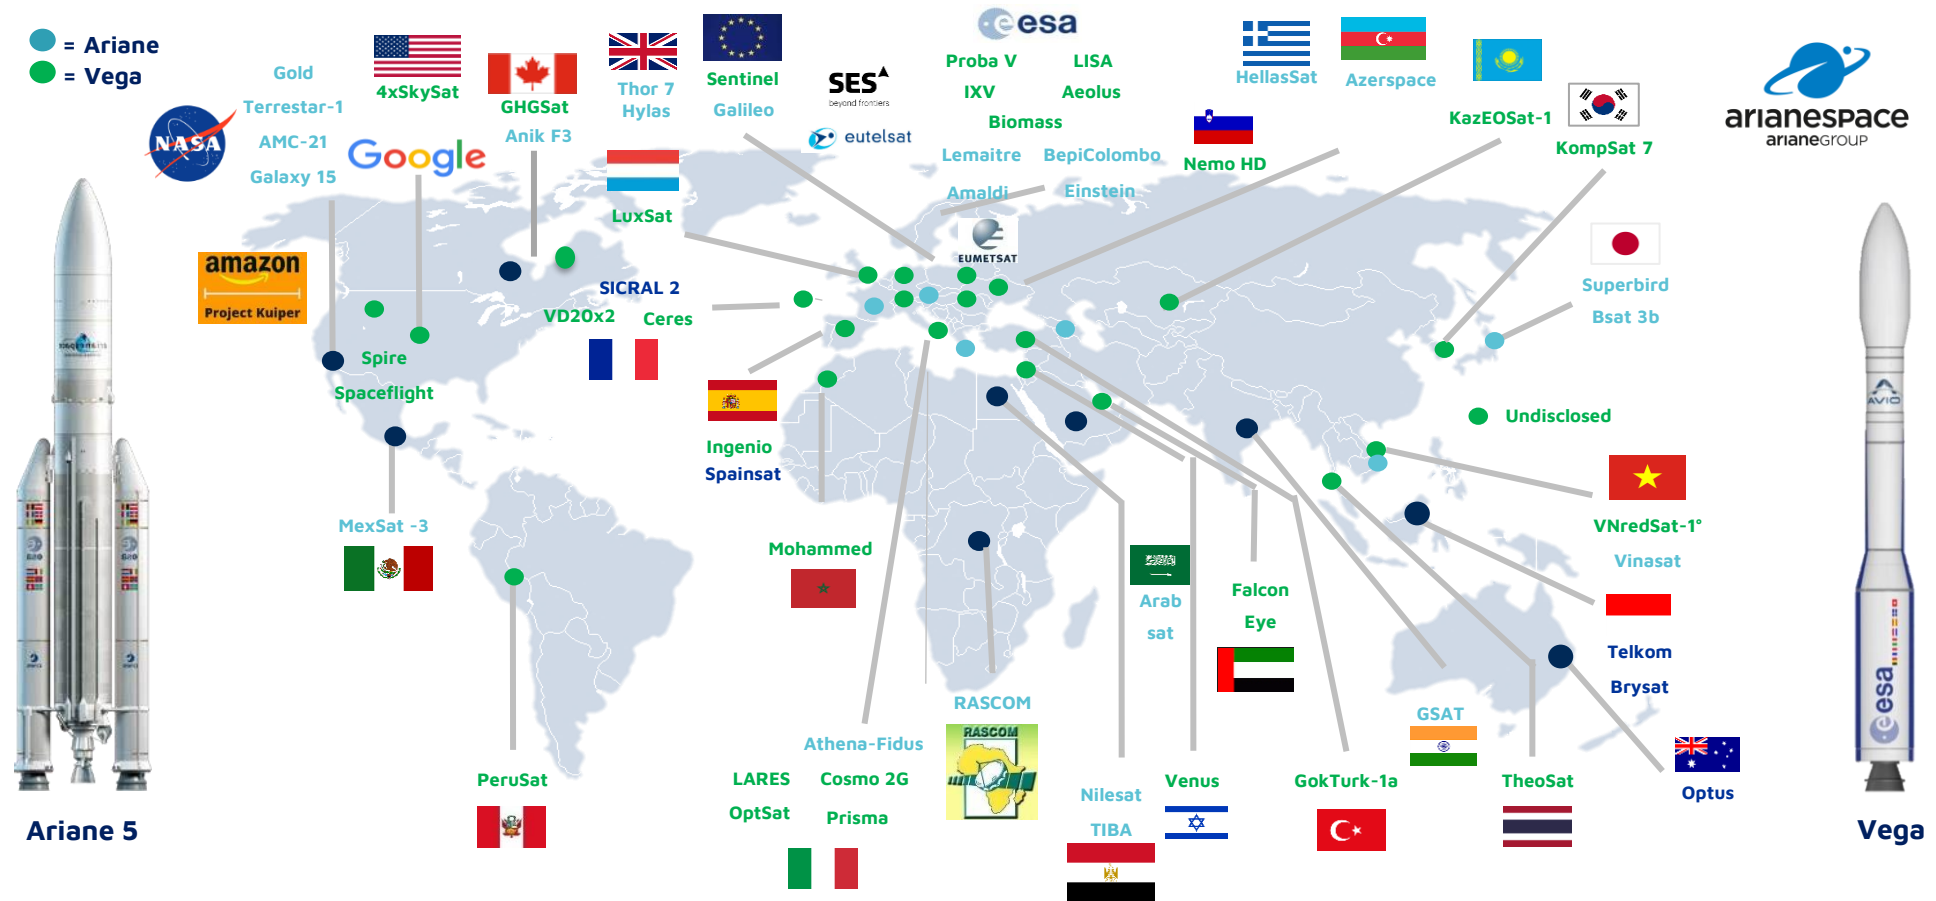 = Ariane
= Vega
NASA
Gold
Terrestar-1
AMC-21
Galaxy 15
4xSkySat
Google
GHGSat
Anik F3
Thor 7
Hylas
LuxSat
Sentinel
Galileo
SES
beyond frontiers
eutelsat
esa
Proba V
LISA
IXV
Aeolus
Biomass
Lemaitre
BepiColombo
Amaldi
Einstein
EUMETSAT
Nemo HD
HellasSat
Azerspace
KazEOSat-1
KompSat 7
arianespace
arianeGROUP
amazon
Project Kuiper
Spire
Spaceflight
SICRAL 2
VD20x2
Ceres
Superbird
Bsat 3b
Ingenio
Spainsat
Undisclosed
MexSat -3
VNredSat-1°
Vinasat
Mohammed
Arab
sat
Falcon
Eye
Telkom
Brysat
RASCOM
RASCOM
GSAT
Athena-Fidus
LARES
Cosmo 2G
OptSat
Prisma
PeruSat
Nilesat
TIBA
Venus
GokTurk-1a
TheoSat
Optus
Ariane 5
AVIO
esa
Vega